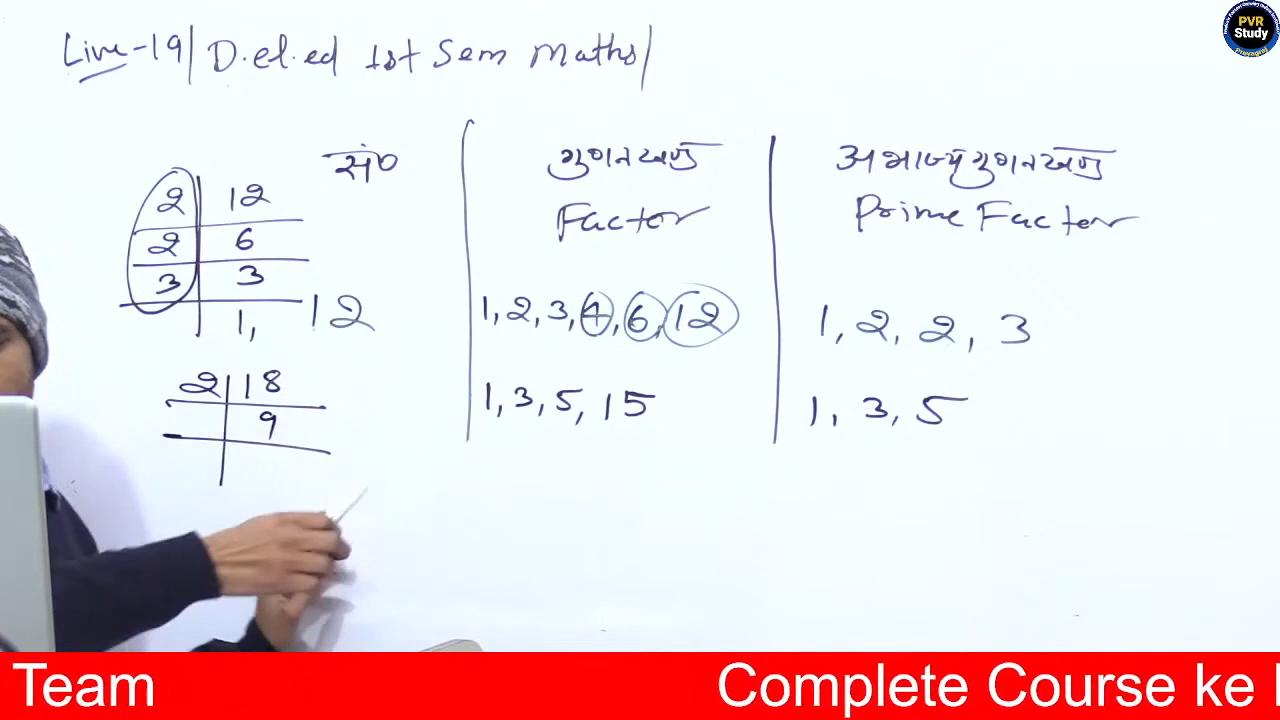 Live-19/ D.el.ed 1st Sem Maths/
PVR
Study
Prayagraj
सं०
गुणनखण्ड
Factor
अभाज्य गुणनखण्ड
Prime Factor
2 | 12
2 | 6
3 | 3
1,
12
1, 2, 3, 4, 6, 12
1, 2, 2, 3
2 | 18
9
1, 3, 5, 15
1, 3, 5
Team Complete Course ke